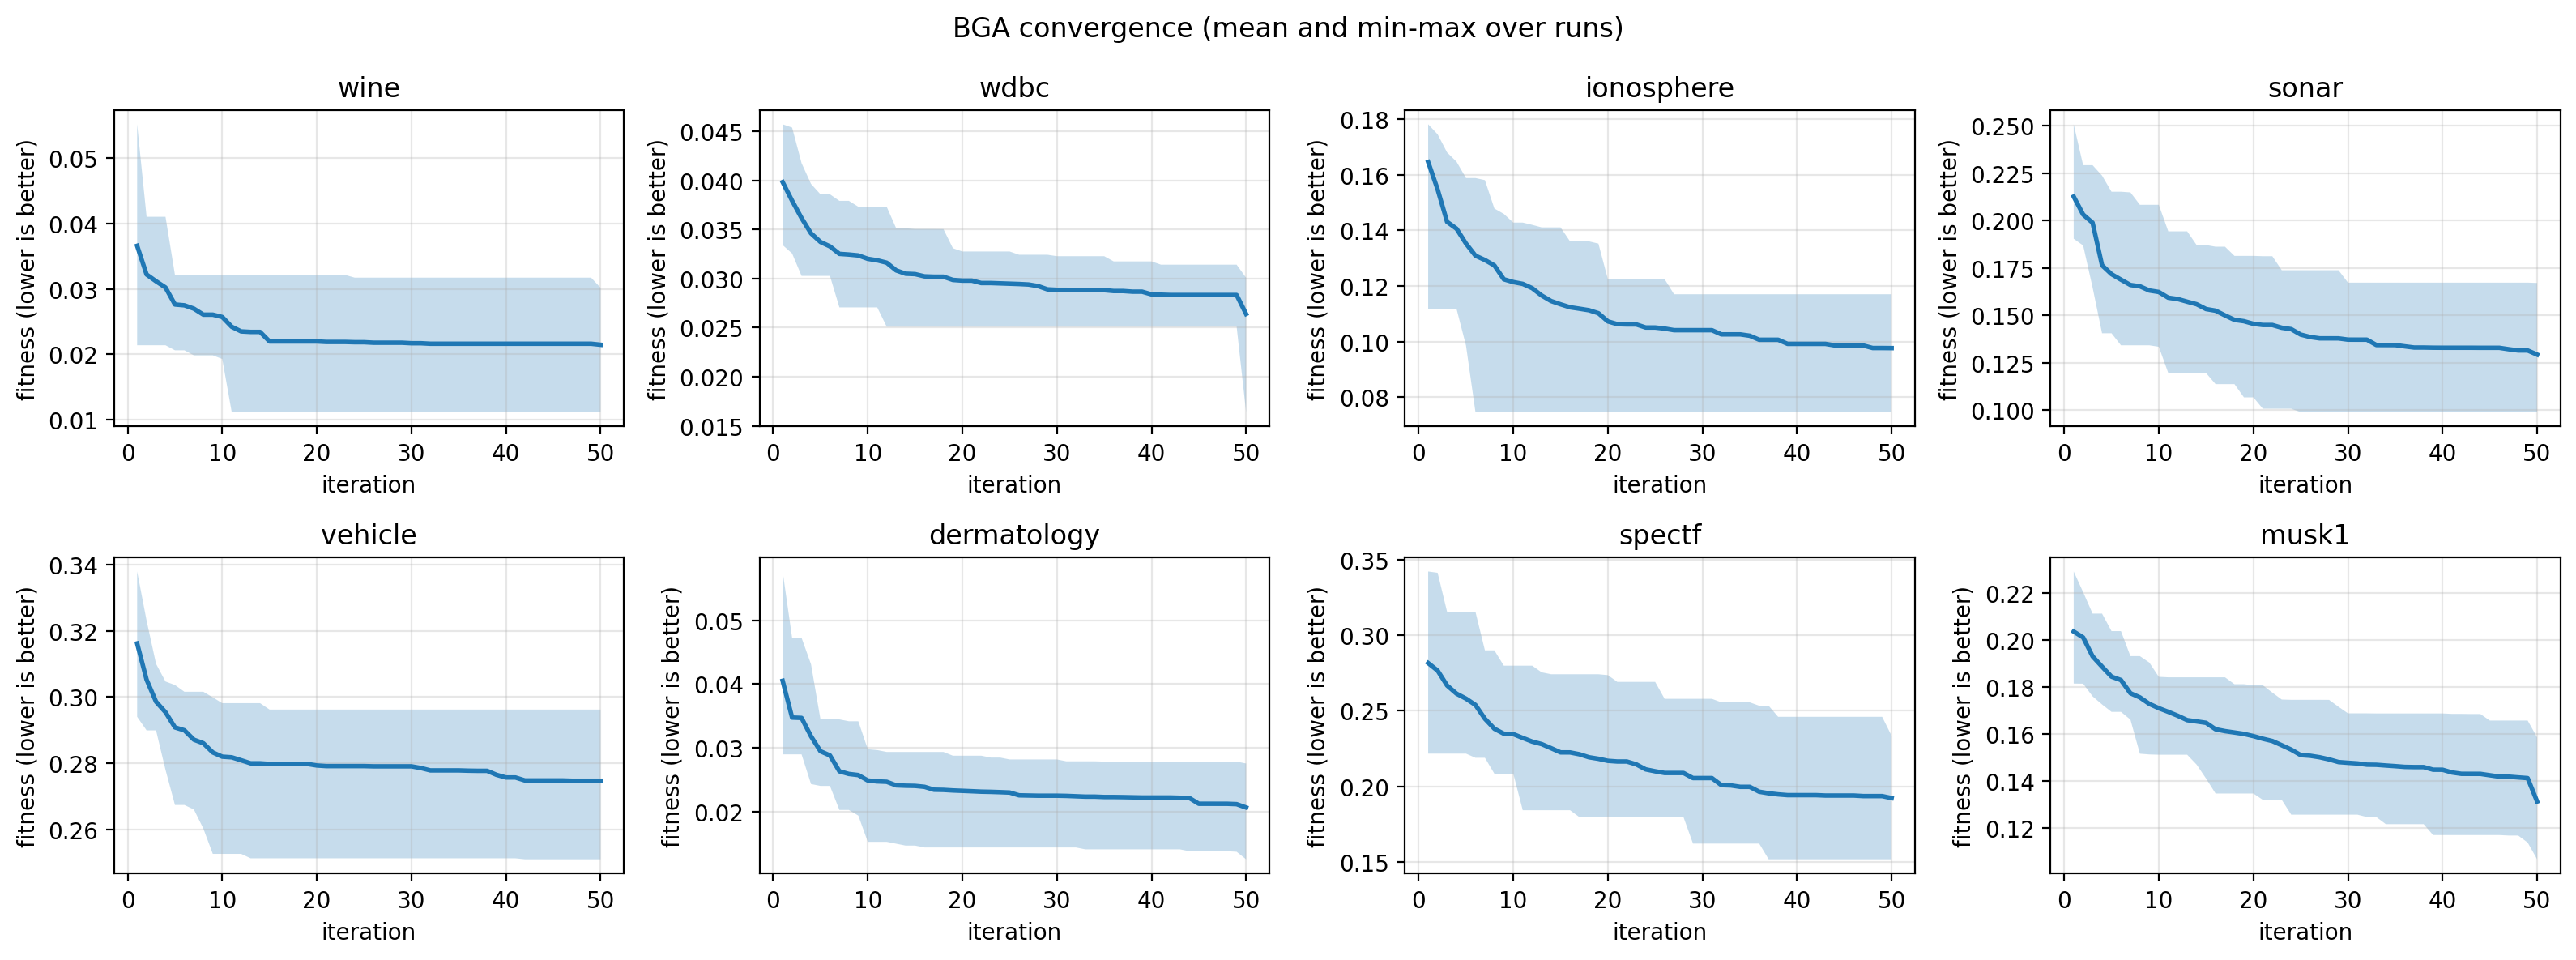 BGA convergence (mean and min-max over runs)
wine
fitness (lower is better)
0.05
0.04
0.03
0.02
0.01
0 10 20 30 40 50
iteration
wdbc
fitness (lower is better)
0.045
0.040
0.035
0.030
0.025
0.020
0.015
0 10 20 30 40 50
iteration
ionosphere
fitness (lower is better)
0.18
0.16
0.14
0.12
0.10
0.08
0 10 20 30 40 50
iteration
sonar
fitness (lower is better)
0.250
0.225
0.200
0.175
0.150
0.125
0.100
0 10 20 30 40 50
iteration
vehicle
fitness (lower is better)
0.34
0.32
0.30
0.28
0.26
0 10 20 30 40 50
iteration
dermatology
fitness (lower is better)
0.05
0.04
0.03
0.02
0 10 20 30 40 50
iteration
spectf
fitness (lower is better)
0.35
0.30
0.25
0.20
0.15
0 10 20 30 40 50
iteration
musk1
fitness (lower is better)
0.22
0.20
0.18
0.16
0.14
0.12
0 10 20 30 40 50
iteration